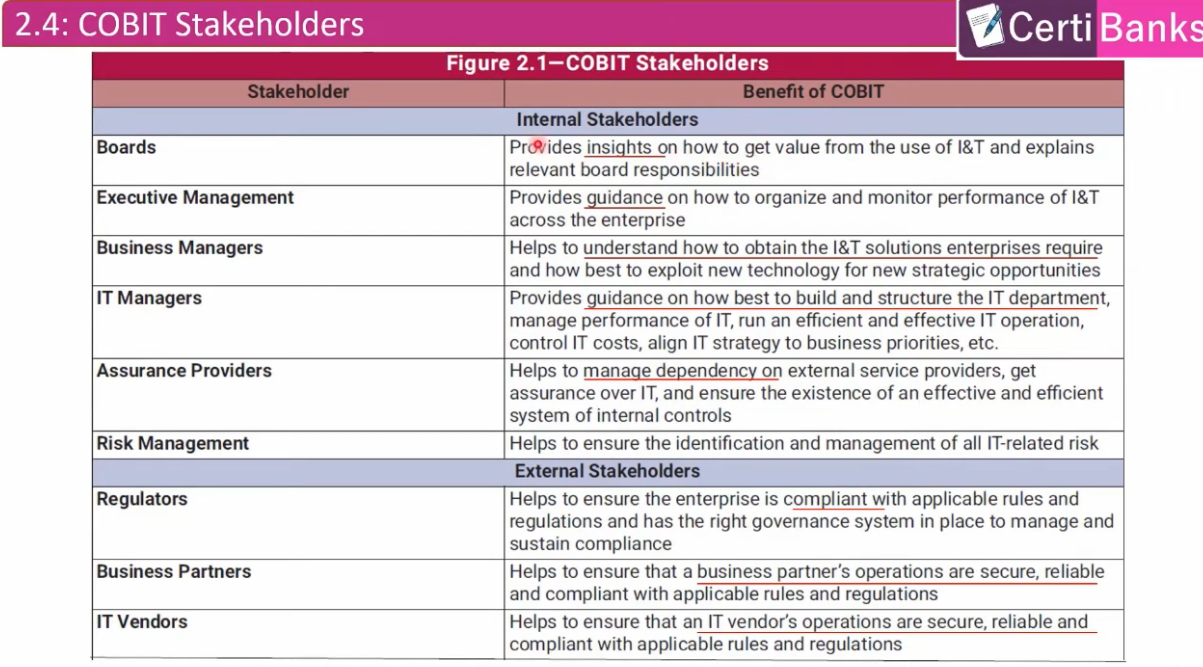 2.4: COBIT Stakeholders
Certi Banks
Figure 2.1—COBIT Stakeholders
Stakeholder
Benefit of COBIT
Internal Stakeholders
Boards
Provides insights on how to get value from the use of I&T and explains
relevant board responsibilities
Executive Management
Provides guidance on how to organize and monitor performance of I&T
across the enterprise
Business Managers
Helps to understand how to obtain the I&T solutions enterprises require
and how best to exploit new technology for new strategic opportunities
IT Managers
Provides guidance on how best to build and structure the IT department,
manage performance of IT, run an efficient and effective IT operation,
control IT costs, align IT strategy to business priorities, etc.
Assurance Providers
Helps to manage dependency on external service providers, get
assurance over IT, and ensure the existence of an effective and efficient
system of internal controls
Risk Management
Helps to ensure the identification and management of all IT-related risk
External Stakeholders
Regulators
Helps to ensure the enterprise is compliant with applicable rules and
regulations and has the right governance system in place to manage and
sustain compliance
Business Partners
Helps to ensure that a business partner's operations are secure, reliable
and compliant with applicable rules and regulations
IT Vendors
Helps to ensure that an IT vendor's operations are secure, reliable and
compliant with applicable rules and regulations